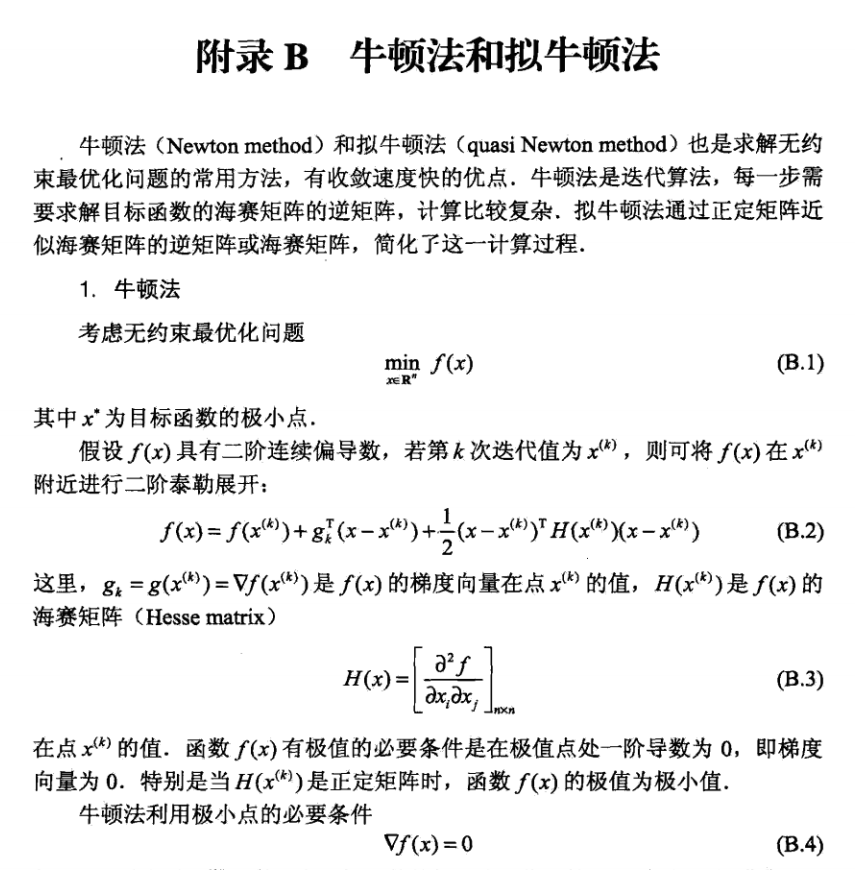 附录 B 牛顿法和拟牛顿法
牛顿法（Newton method）和拟牛顿法（quasi Newton method）也是求解无约
束最优化问题的常用方法，有收敛速度快的优点．牛顿法是迭代算法，每一步需
要求解目标函数的海赛矩阵的逆矩阵，计算比较复杂．拟牛顿法通过正定矩阵近
似海赛矩阵的逆矩阵或海赛矩阵，简化了这一计算过程．
1. 牛顿法
考虑无约束最优化问题
$\min_{x \in \mathbf{R}^n} f(x)$ (B.1)
其中 $x^*$ 为目标函数的极小点．
假设 $f(x)$ 具有二阶连续偏导数，若第 $k$ 次迭代值为 $x^{(k)}$，则可将 $f(x)$ 在 $x^{(k)}$
附近进行二阶泰勒展开：
$f(x) = f(x^{(k)}) + g_k^{\mathrm{T}}(x - x^{(k)}) + \frac{1}{2}(x - x^{(k)})^{\mathrm{T}} H(x^{(k)})(x - x^{(k)})$ (B.2)
这里，$g_k = g(x^{(k)}) = \nabla f(x^{(k)})$ 是 $f(x)$ 的梯度向量在点 $x^{(k)}$ 的值，$H(x^{(k)})$ 是 $f(x)$ 的
海赛矩阵（Hesse matrix）
$H(x) = \left[ \frac{\partial^2 f}{\partial x_i \partial x_j} \right]_{n \times n}$ (B.3)
在点 $x^{(k)}$ 的值．函数 $f(x)$ 有极值的必要条件是在极值点处一阶导数为 0，即梯度
向量为 0．特别是当 $H(x^{(k)})$ 是正定矩阵时，函数 $f(x)$ 的极值为极小值．
牛顿法利用极小点的必要条件
$\nabla f(x) = 0$ (B.4)